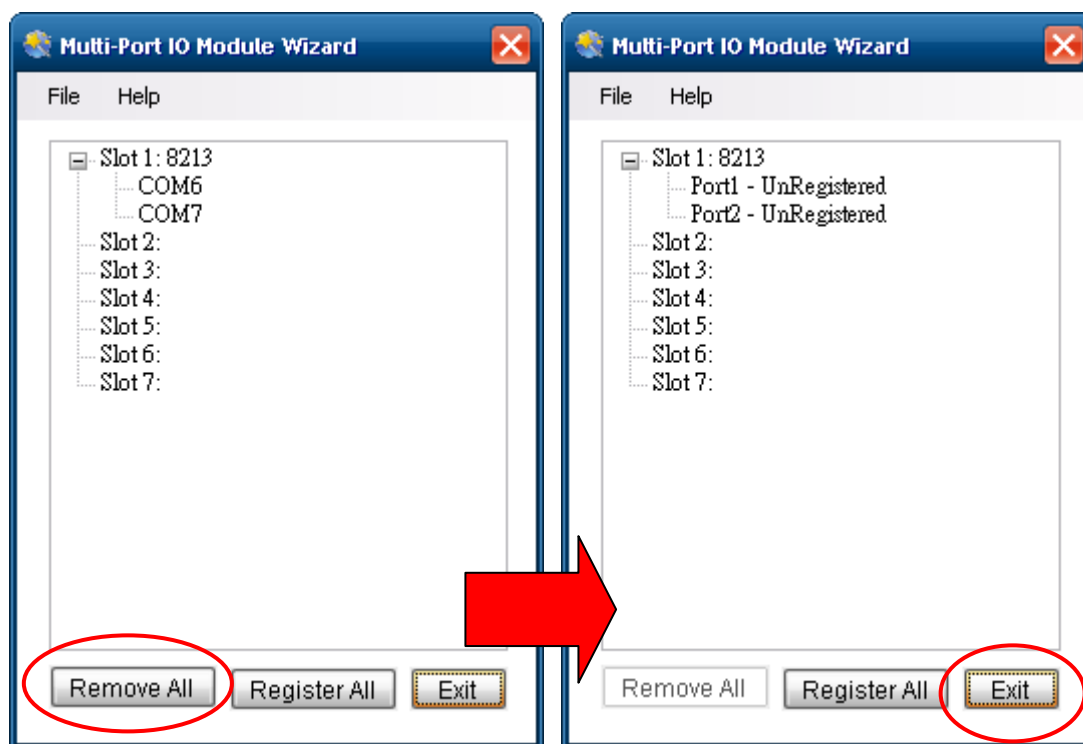 Multi-Port IO Module Wizard
File Help
Slot 1: 8213
COM6
COM7
Slot 2:
Slot 3:
Slot 4:
Slot 5:
Slot 6:
Slot 7:
Remove All Register All Exit
Multi-Port IO Module Wizard
File Help
Slot 1: 8213
Port1 - UnRegistered
Port2 - UnRegistered
Slot 2:
Slot 3:
Slot 4:
Slot 5:
Slot 6:
Slot 7:
Remove All Register All Exit